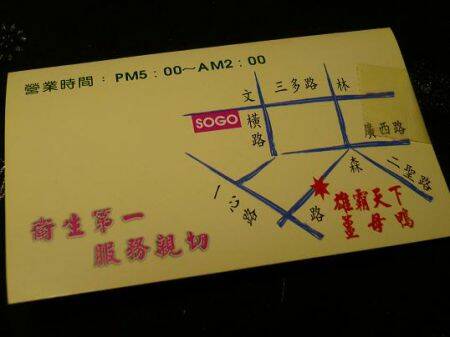 營業時間：PM5：00～AM2：00
三多路
文橫路
SOGO
林森路
廣西路
二聖路
一心路
雄霸天下
薑母鴨
衛生第一
服務親切